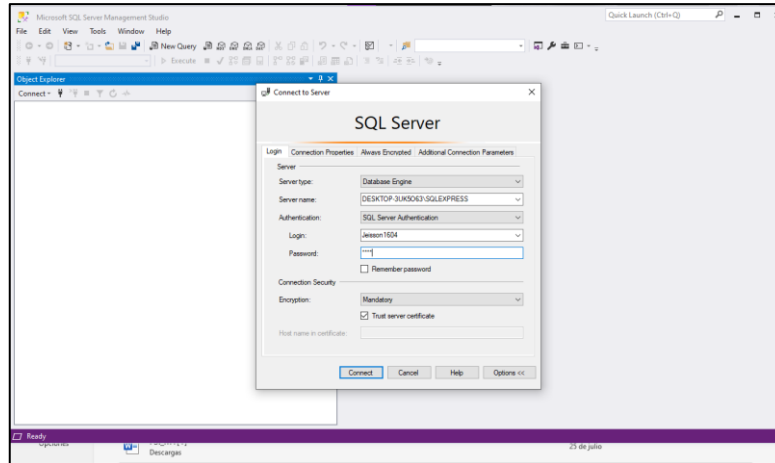 Microsoft SQL Server Management Studio
Quick Launch (Ctrl+Q)
File Edit View Tools Window Help
New Query
Execute
Object Explorer
Connect
Connect to Server
SQL Server
Login Connection Properties Always Encrypted Additional Connection Parameters
Server
Server type: Database Engine
Server name: DESKTOP-3UK5O63\SQLEXPRESS
Authentication: SQL Server Authentication
Login: Jeisson1604
Password: ****
Remember password
Connection Security
Encryption: Mandatory
Trust server certificate
Host name in certificate:
Connect Cancel Help Options <<
Ready
Opciones
Descargas
25 de julio